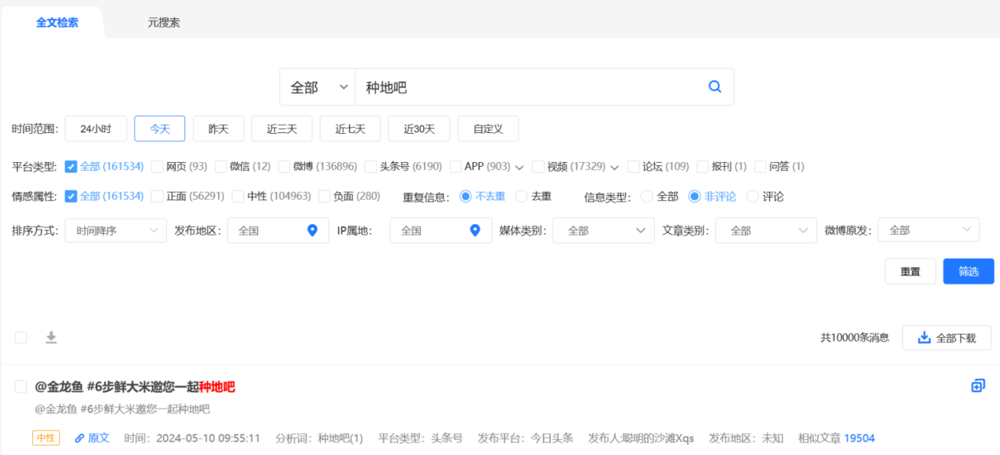 全文检索 元搜索
全部 种地吧
时间范围: 24小时 今天 昨天 近三天 近七天 近30天 自定义
平台类型: 全部 (161534) 网页 (93) 微信 (12) 微博 (136896) 头条号 (6190) APP (903) 视频 (17329) 论坛 (109) 报刊 (1) 问答 (1)
情感属性: 全部 (161534) 正面 (56291) 中性 (104963) 负面 (280) 重复信息: 不去重 去重 信息类型: 全部 非评论 评论
排序方式: 时间降序 发布地区: 全国 IP属地: 全国 媒体类别: 全部 文章类别: 全部 微博原发: 全部
重置 筛选
共10000条消息 全部下载
@金龙鱼 #6步鲜大米邀您一起种地吧
@金龙鱼 #6步鲜大米邀您一起种地吧
中性 原文 时间: 2024-05-10 09:55:11 分析词: 种地吧(1) 平台类型: 头条号 发布平台: 今日头条 发布人:聪明的沙滩Xqs 发布地区: 未知 相似文章 19504